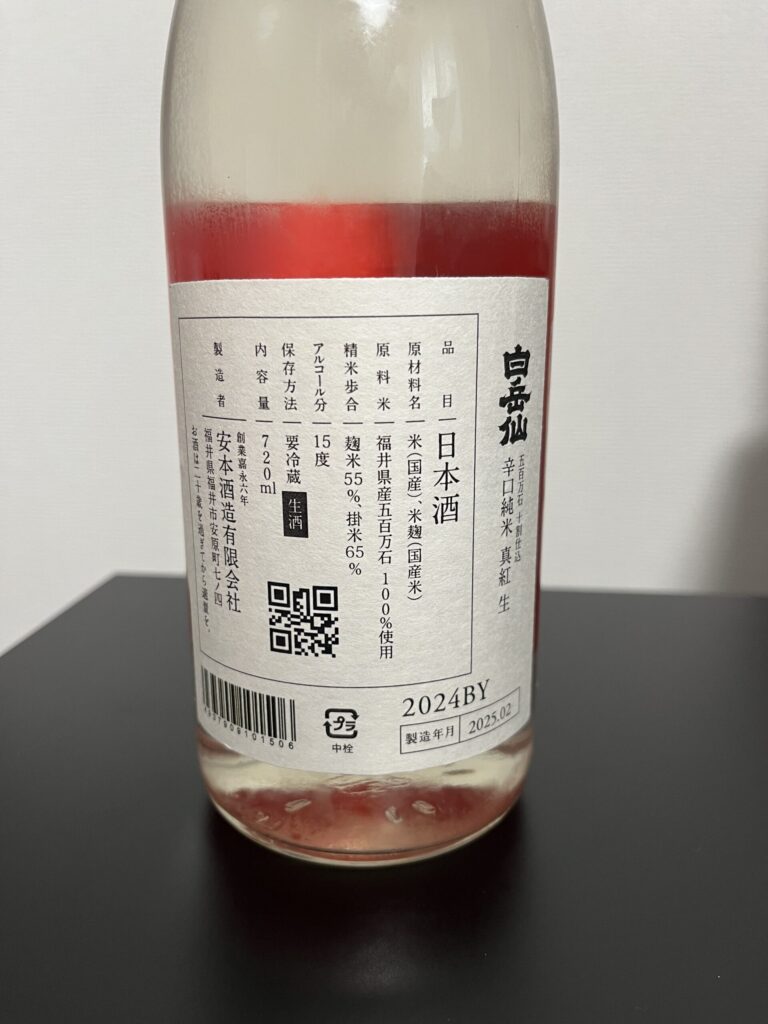 白岳仙
五百万石 十割仕込
辛口純米 真紅 生
品目 日本酒
原材料名 米(国産)、米麹(国産米)
原料米 福井県産五百万石 100%使用
精米歩合 麹米55%、掛米65%
アルコール分 15度
保存方法 要冷蔵 生酒
内容量 720ml
製造者
創業嘉永六年
安本酒造有限会社
福井県福井市安原町七ノ四
お酒は二十歳を過ぎてから適量を。
2024BY
製造年月 2025.02
プラ
中栓